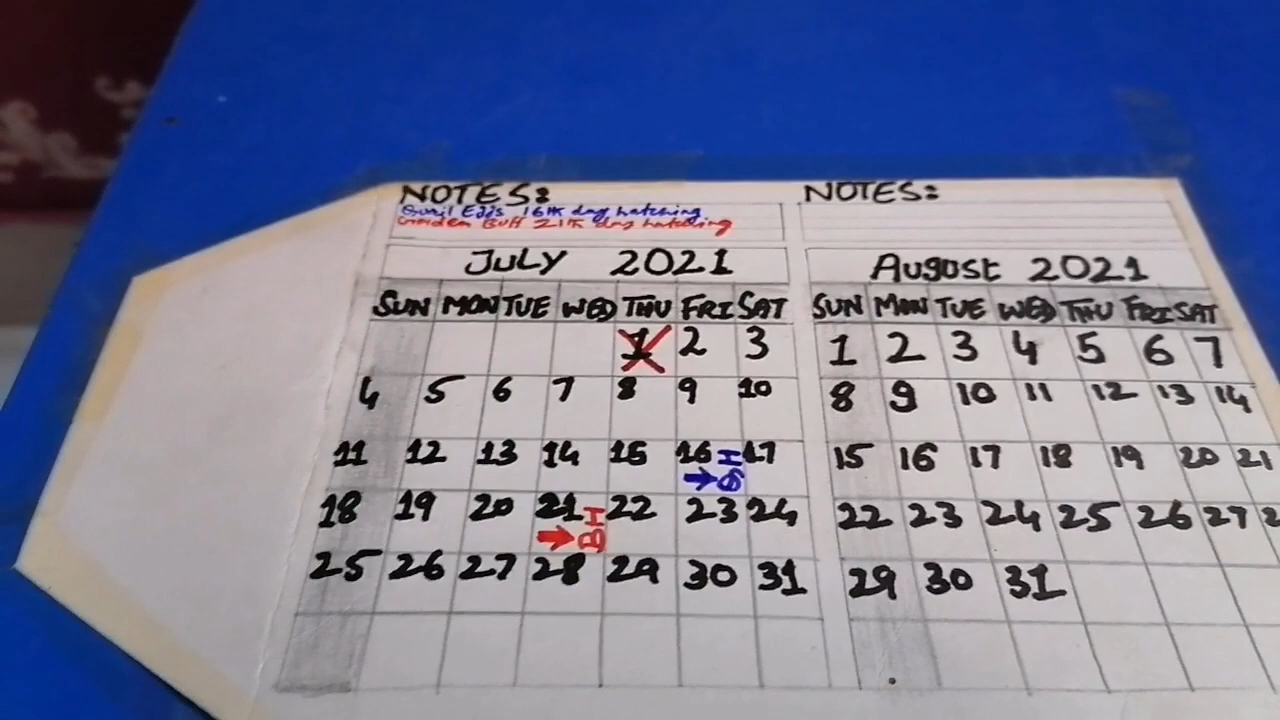 NOTES:
Quail Eggs 16th day hatching
Golden Buff 21th day hatching
July 2021
SUN MON TUE WED THU FRI SAT
1 2 3
4 5 6 7 8 9 10
11 12 13 14 15 16 17
→ QH
18 19 20 21 22 23 24
→ BH
25 26 27 28 29 30 31
NOTES:
August 2021
SUN MON TUE WED THU FRI SAT
1 2 3 4 5 6 7
8 9 10 11 12 13 14
15 16 17 18 19 20 21
22 23 24 25 26 27
29 30 31